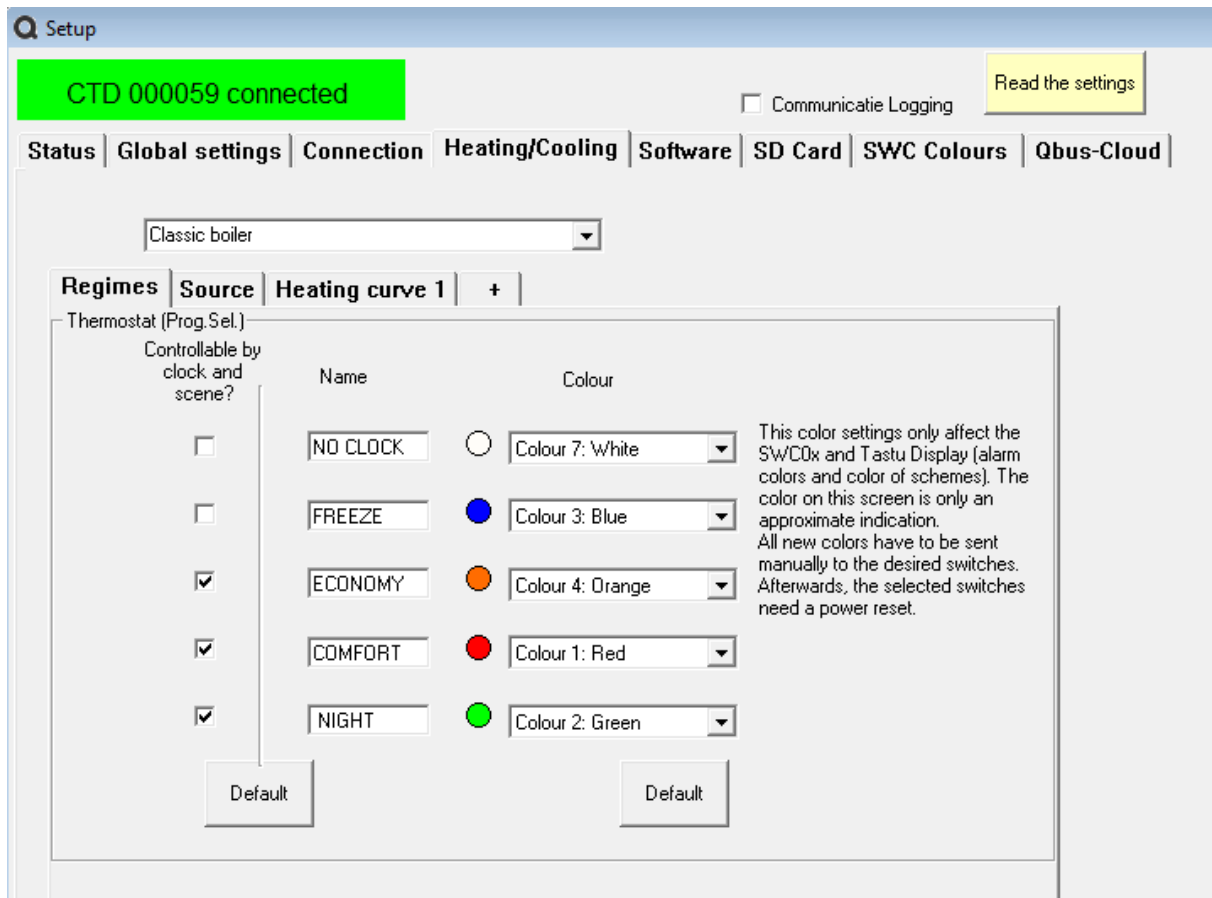 Setup
CTD 000059 connected
Communicatie Logging
Read the settings
Status Global settings Connection Heating/Cooling Software SD Card SWC Colours Qbus-Cloud
Classic boiler
Regimes Source Heating curve 1 +
Thermostat (Prog.Sel.)
Controllable by
clock and
scene?
Name
Colour
NO CLOCK
Colour 7: White
FREEZE
Colour 3: Blue
ECONOMY
Colour 4: Orange
COMFORT
Colour 1: Red
NIGHT
Colour 2: Green
This color settings only affect the
SWC0x and Tastu Display (alarm
colors and color of schemes). The
color on this screen is only an
approximate indication.
All new colors have to be sent
manually to the desired switches.
Afterwards, the selected switches
need a power reset.
Default
Default